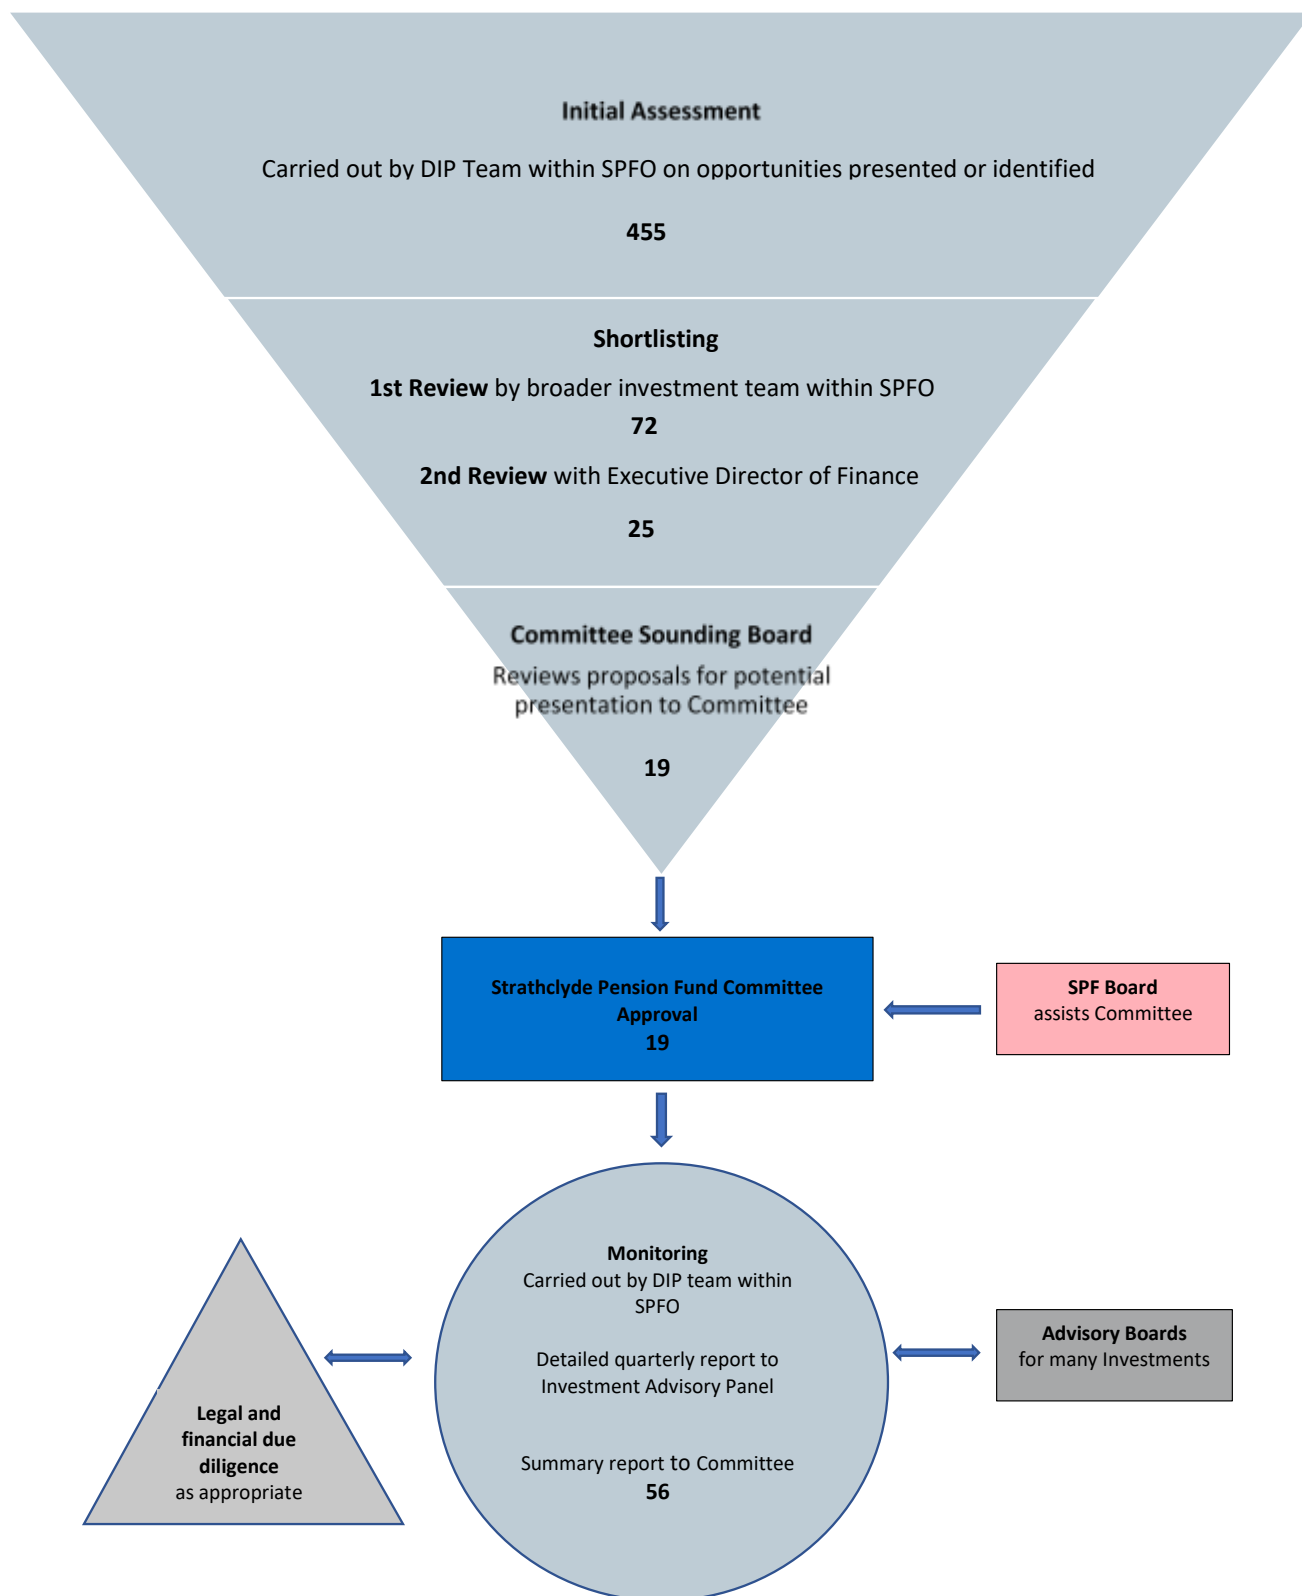 Initial Assessment
Carried out by DIP Team within SPFO on opportunities presented or identified
455
Shortlisting
1st Review by broader investment team within SPFO
72
2nd Review with Executive Director of Finance
25
Committee Sounding Board
Reviews proposals for potential
presentation to Committee
19
Strathclyde Pension Fund Committee
Approval
19
SPF Board
assists Committee
Monitoring
Carried out by DIP team within
SPFO
Detailed quarterly report to
Investment Advisory Panel
Summary report to Committee
56
Legal and
financial due
diligence
as appropriate
Advisory Boards
for many Investments